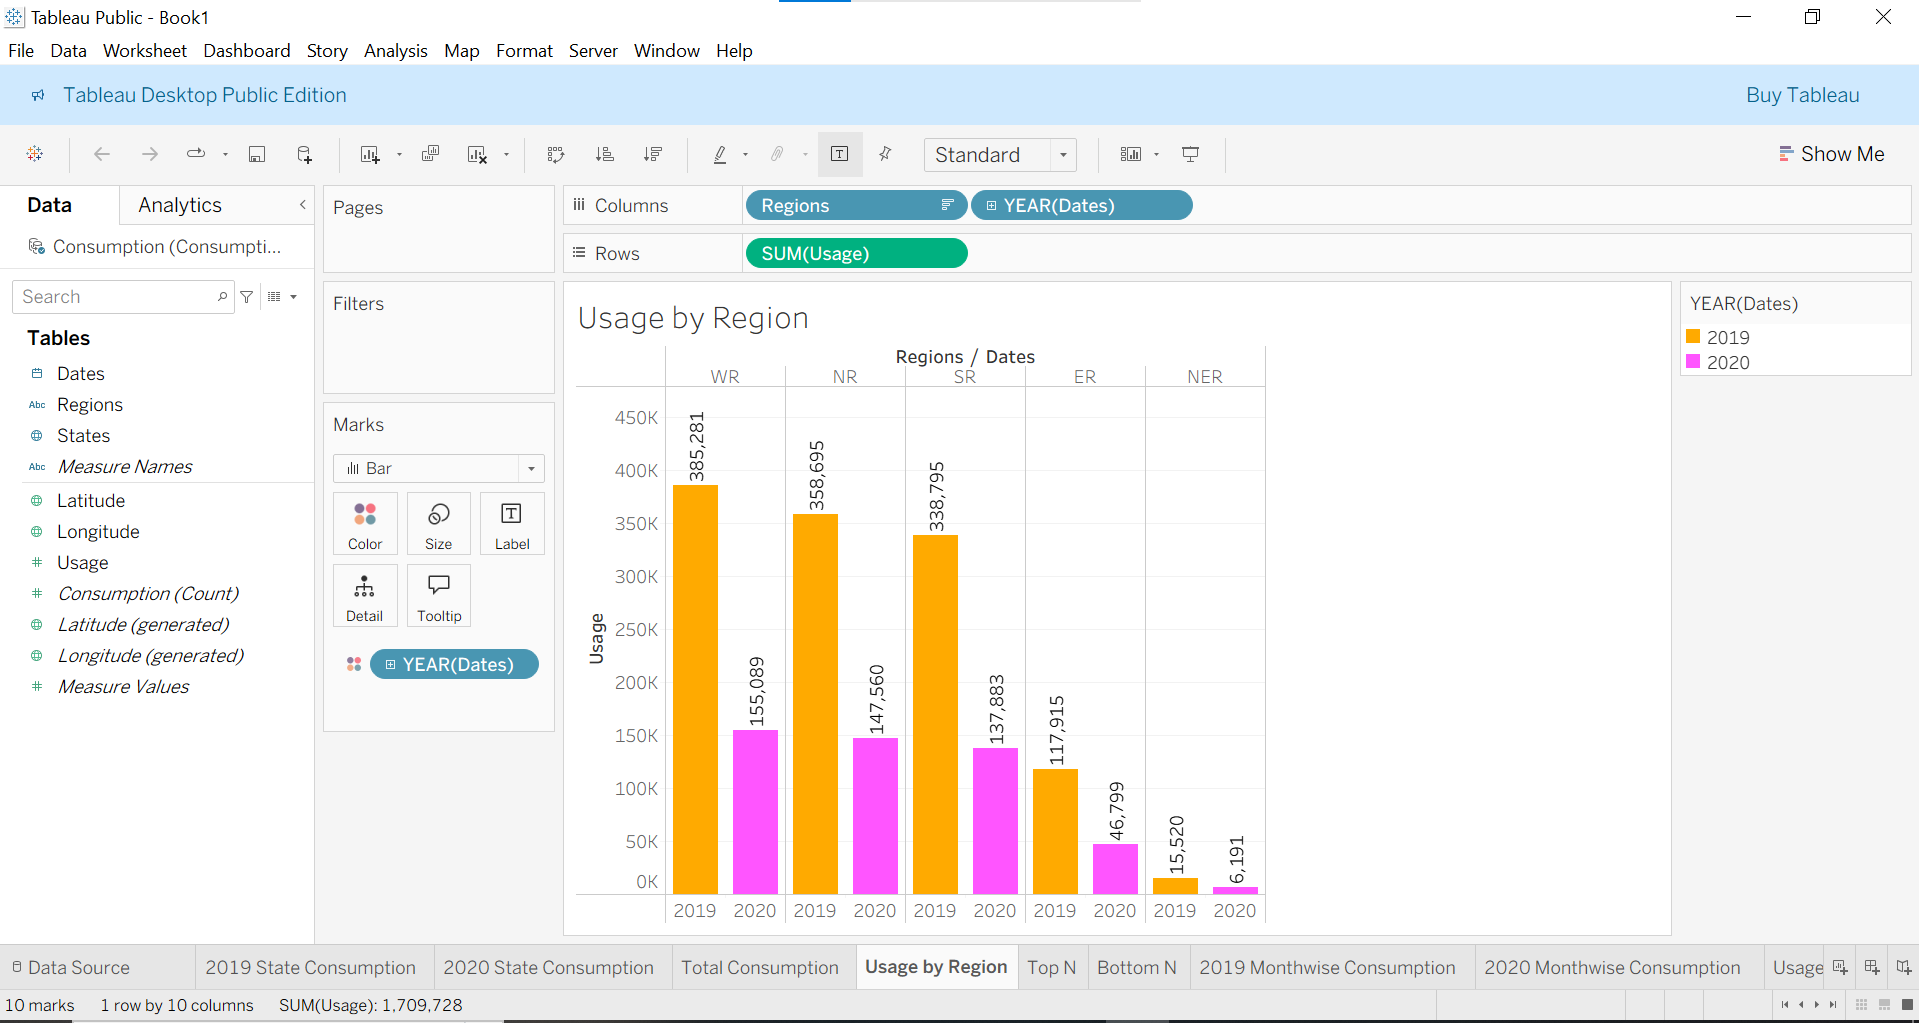 Tableau Public - Book1
File Data Worksheet Dashboard Story Analysis Map Format Server Window Help
Tableau Desktop Public Edition
Buy Tableau
Standard
Show Me
Data
Analytics
Consumption (Consumpti...
Search
Tables
Dates
Abc Regions
States
Abc Measure Names
Latitude
Longitude
# Usage
# Consumption (Count)
Latitude (generated)
Longitude (generated)
# Measure Values
Pages
Filters
Marks
Bar
Color Size Label
Detail Tooltip
YEAR(Dates)
Columns Regions YEAR(Dates)
Rows SUM(Usage)
Usage by Region
Regions / Dates
WR NR SR ER NER
Usage
450K
400K
350K
300K
250K
200K
150K
100K
50K
0K
385,281
155,089
358,695
147,560
338,795
137,883
117,915
46,799
15,520
6,191
2019 2020 2019 2020 2019 2020 2019 2020 2019 2020
YEAR(Dates)
2019
2020
Data Source 2019 State Consumption 2020 State Consumption Total Consumption Usage by Region Top N Bottom N 2019 Monthwise Consumption 2020 Monthwise Consumption Usage
10 marks 1 row by 10 columns SUM(Usage): 1,709,728